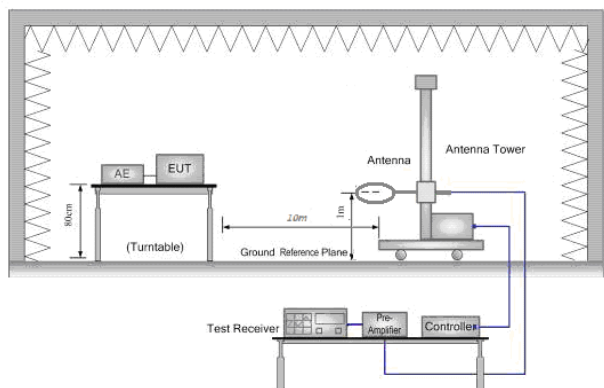 Antenna Tower
Antenna
AE
EUT
80cm
(Turntable)
10m
1m
Ground Reference Plane
Test Receiver
Pre-
Amplifier
Controller